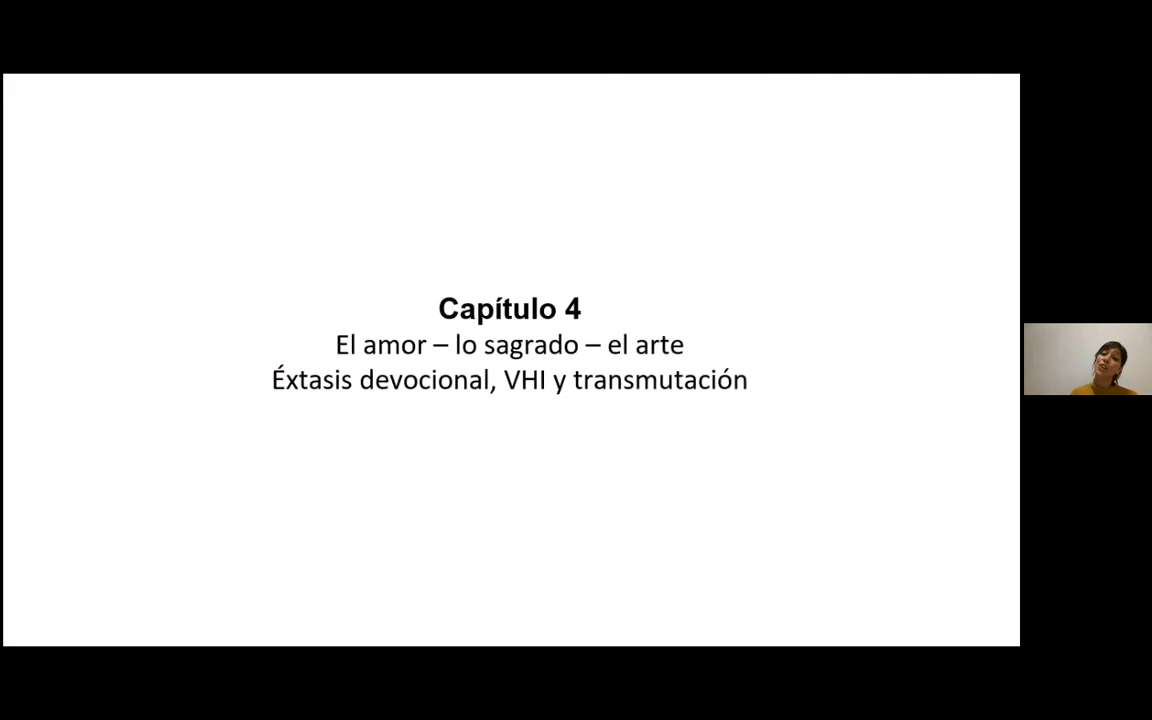 Capítulo 4
El amor – lo sagrado – el arte
Éxtasis devocional, VHI y transmutación